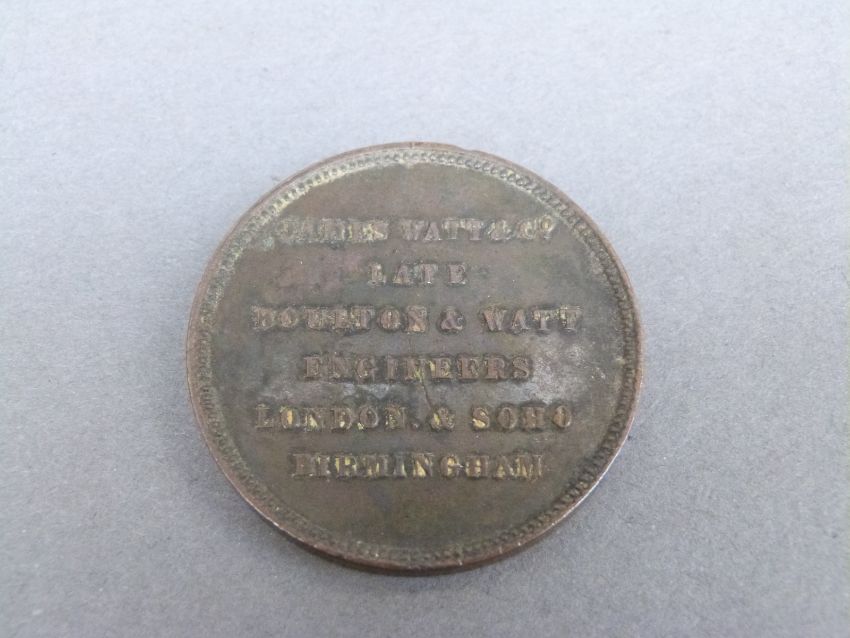 JAMES WATT & Cº
LATE
BOULTON & WATT
ENGINEERS
LONDON. & SOHO
BIRMINGHAM